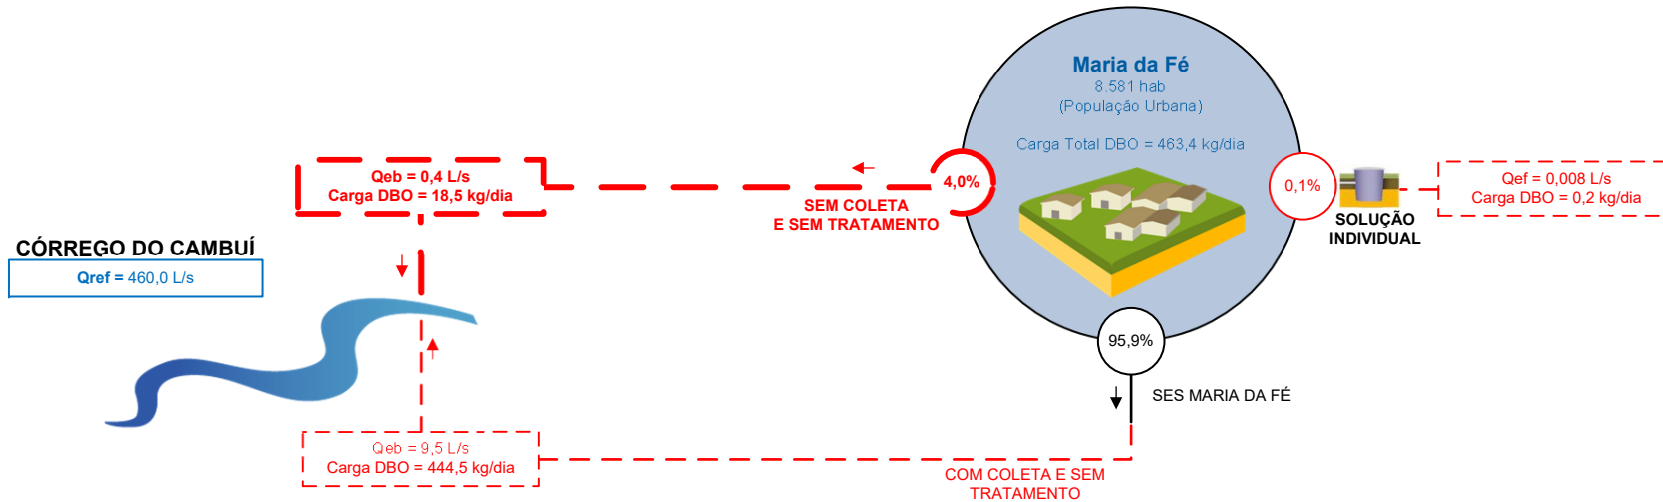 Maria da Fé
8.581 hab
(População Urbana)
Carga Total DBO = 463,4 kg/dia
4,0%
SEM COLETA
E SEM TRATAMENTO
Qeb = 0,4 L/s
Carga DBO = 18,5 kg/dia
0,1%
SOLUÇÃO
INDIVIDUAL
Qef = 0,008 L/s
Carga DBO = 0,2 kg/dia
CÓRREGO DO CAMBUÍ
Qref = 460,0 L/s
95,9%
SES MARIA DA FÉ
Qeb = 9,5 L/s
Carga DBO = 444,5 kg/dia
COM COLETA E SEM
TRATAMENTO